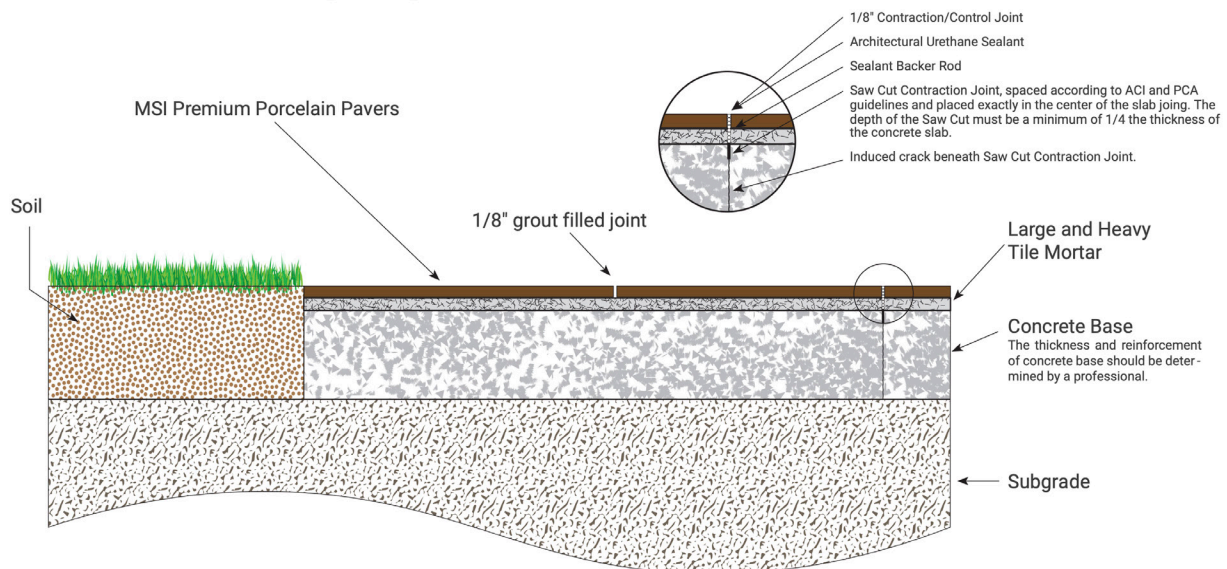 1/8" Contraction/Control Joint
Architectural Urethane Sealant
Sealant Backer Rod
Saw Cut Contraction Joint, spaced according to ACI and PCA
guidelines and placed exactly in the center of the slab joing. The
depth of the Saw Cut must be a minimum of 1/4 the thickness of
the concrete slab.
Induced crack beneath Saw Cut Contraction Joint.
MSI Premium Porcelain Pavers
Soil
1/8" grout filled joint
Large and Heavy
Tile Mortar
Concrete Base
The thickness and reinforcement
of concrete base should be deter-
mined by a professional.
Subgrade